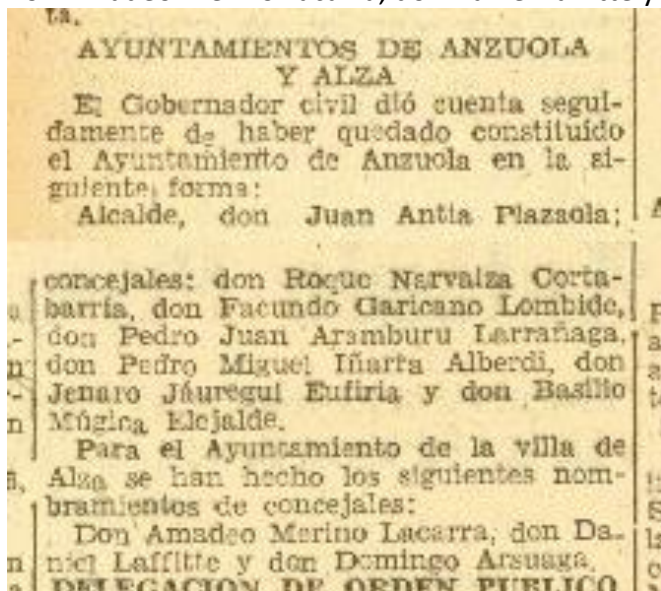 ta.
AYUNTAMIENTOS DE ANZUOLA
Y ALZA
El Gobernador civil dió cuenta segui-
damente de haber quedado constituído
el Ayuntamiento de Anzuola en la si-
guiente forma:
Alcalde, don Juan Antia Plazaola;
concejales: don Roque Narvaiza Corta-
barría, don Facundo Garicano Lombide,
don Pedro Juan Aramburu Larrañaga,
don Pedro Miguel Iñarra Alberdi, don
Jenaro Jáuregui Eufiria y don Basilio
Múgica Elejalde.
Para el Ayuntamiento de la villa de
Alza se han hecho los siguientes nom-
bramientos de concejales:
Don Amadeo Merino Lacarra, don Da-
niel Laffitte y don Domingo Arsuaga.
DELEGACION DE ORDEN PUBLICO